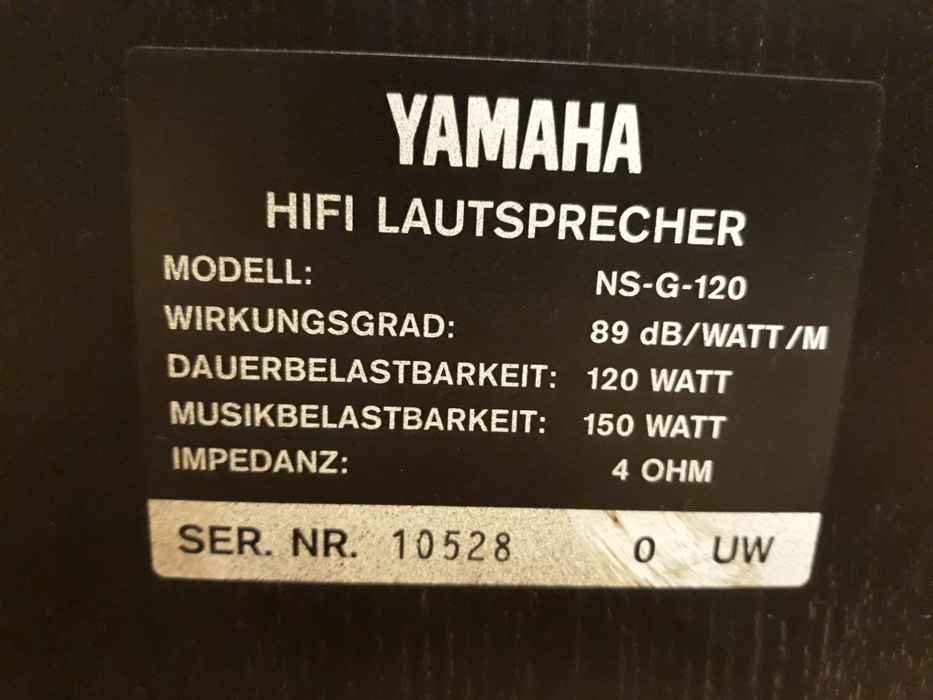 YAMAHA
HIFI LAUTSPRECHER
MODELL: NS-G-120
WIRKUNGSGRAD: 89 dB/WATT/M
DAUERBELASTBARKEIT: 120 WATT
MUSIKBELASTBARKEIT: 150 WATT
IMPEDANZ: 4 OHM
SER. NR. 10528 0 UW